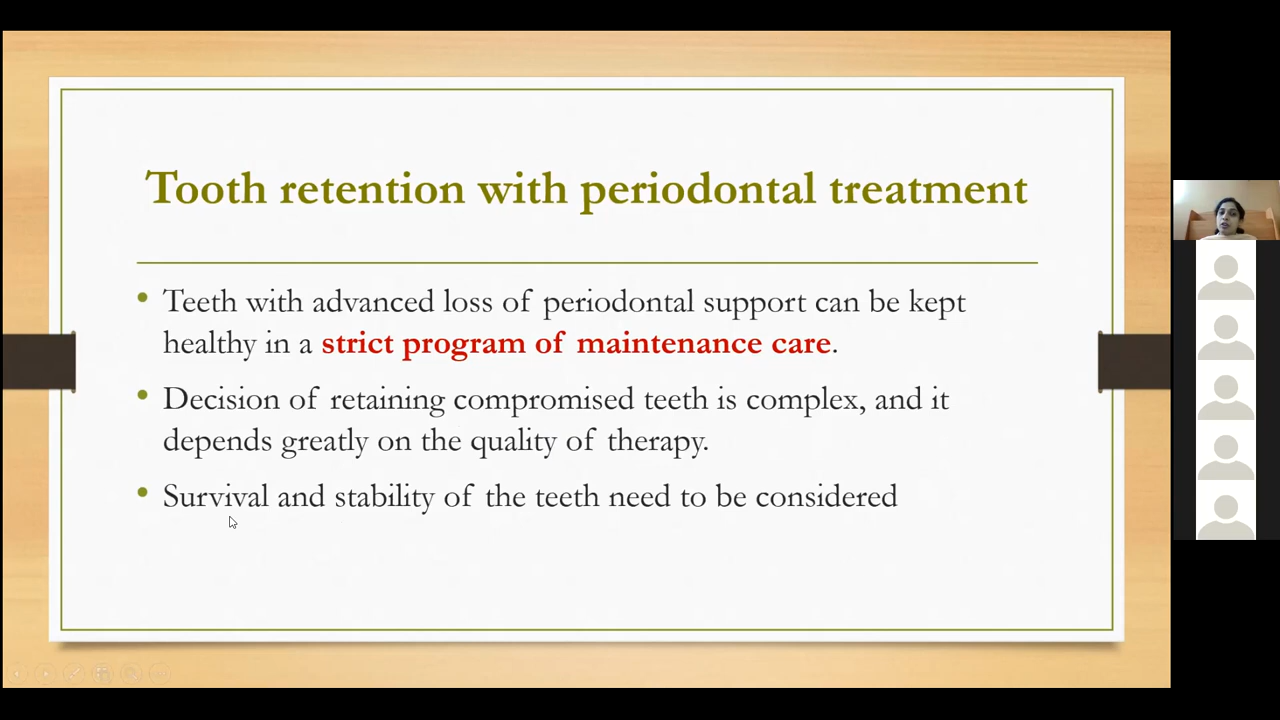 Tooth retention with periodontal treatment
• Teeth with advanced loss of periodontal support can be kept
healthy in a strict program of maintenance care.
• Decision of retaining compromised teeth is complex, and it
depends greatly on the quality of therapy.
• Survival and stability of the teeth need to be considered